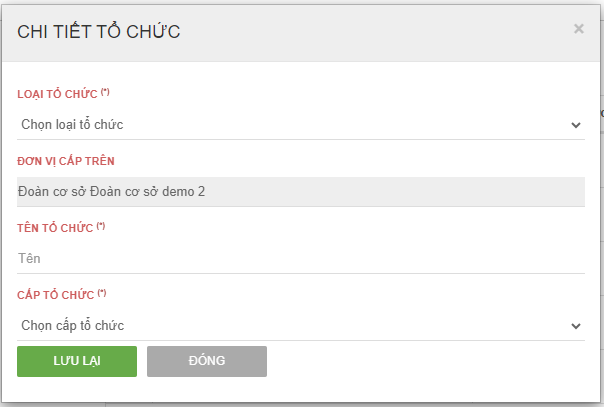 CHI TIẾT TỔ CHỨC
×
LOẠI TỔ CHỨC (*)
Chọn loại tổ chức
ĐƠN VỊ CẤP TRÊN
Đoàn cơ sở Đoàn cơ sở demo 2
TÊN TỔ CHỨC (*)
Tên
CẤP TỔ CHỨC (*)
Chọn cấp tổ chức
LƯU LẠI ĐÓNG